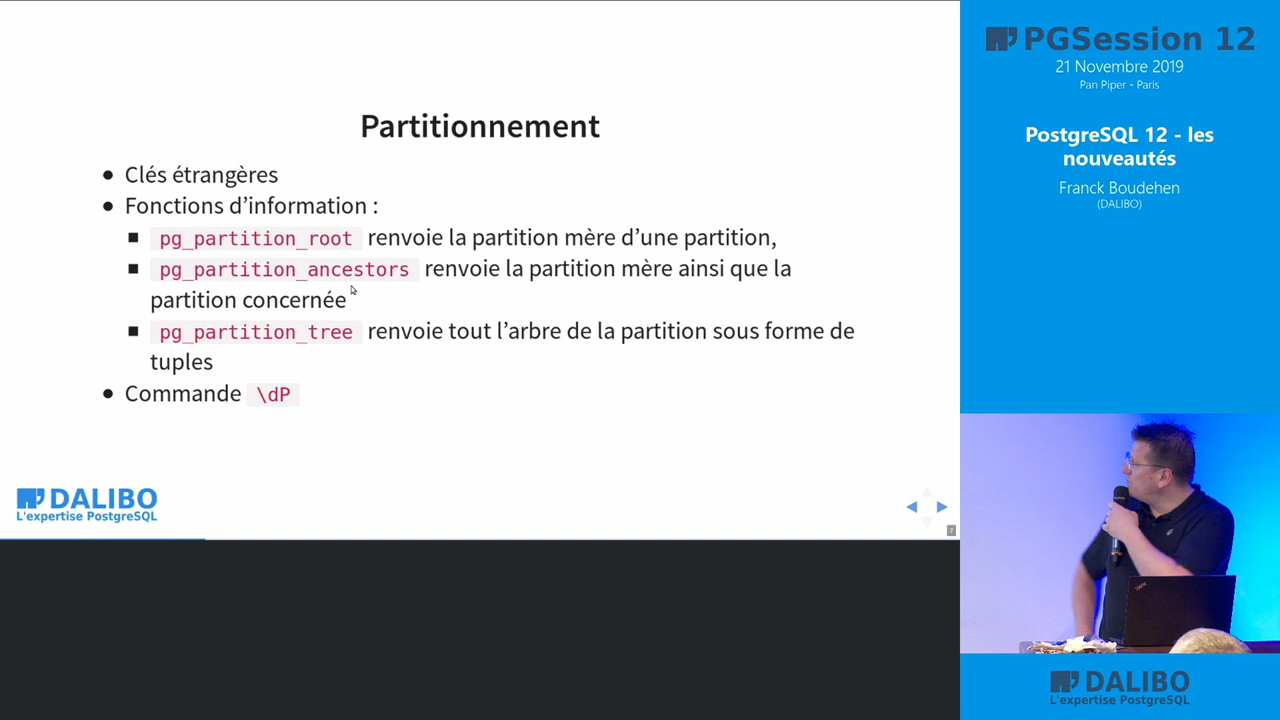 Partitionnement
• Clés étrangères
• Fonctions d’information :
■ pg_partition_root renvoie la partition mère d’une partition,
■ pg_partition_ancestors renvoie la partition mère ainsi que la
partition concernée
■ pg_partition_tree renvoie tout l’arbre de la partition sous forme de
tuples
• Commande \dP
DALIBO
L'expertise PostgreSQL
7
PGSession 12
21 Novembre 2019
Pan Piper - Paris
PostgreSQL 12 - les
nouveautés
Franck Boudehen
(DALIBO)
DALIBO
L'expertise PostgreSQL